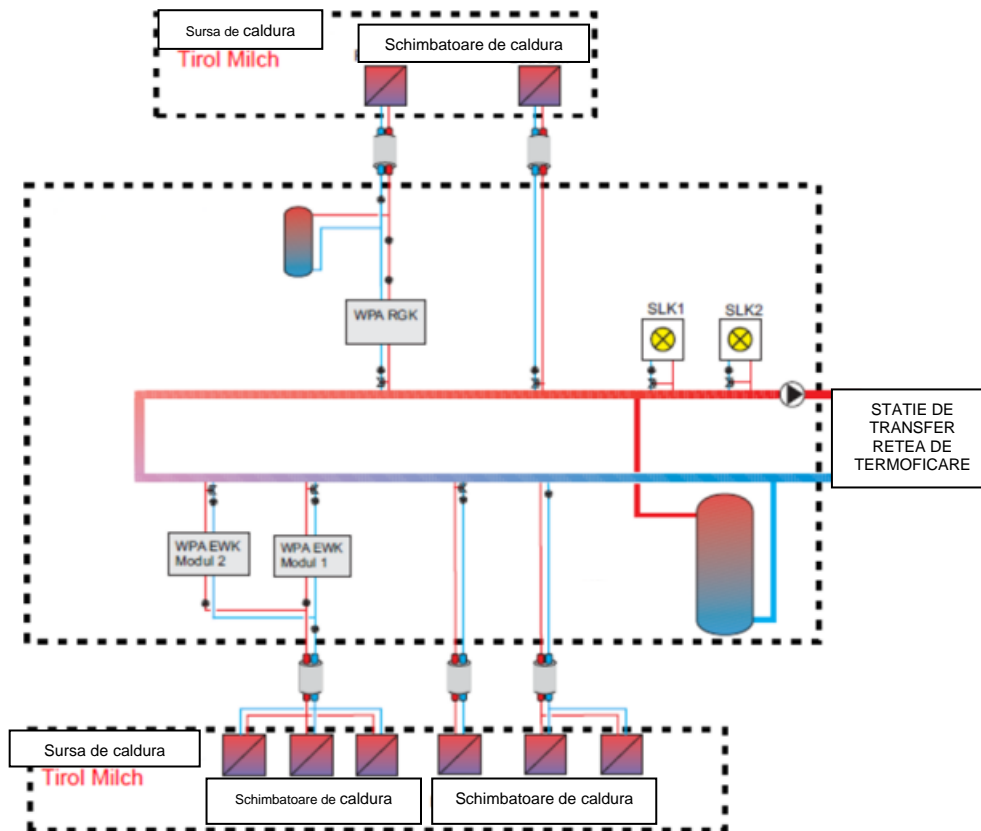 Sursa de caldura
Schimbatoare de caldura
Tirol Milch
WPA RGK
SLK1
SLK2
STATIE DE
TRANSFER
RETEA DE
TERMOFICARE
WPA EWK
Modul 2
WPA EWK
Modul 1
Sursa de caldura
Tirol Milch
Schimbatoare de caldura
Schimbatoare de caldura